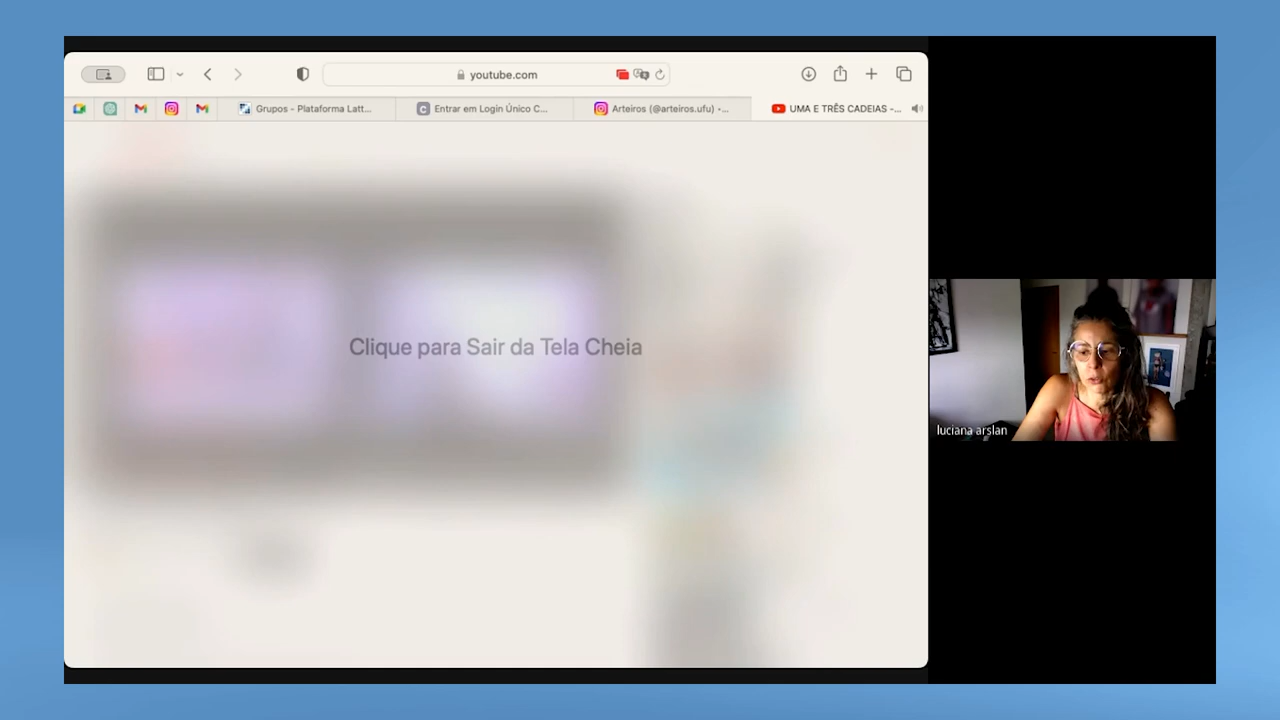 youtube.com
Grupos - Plataforma Latt...
Entrar em Login Único C...
Arteiros (@arteiros.ufu) •...
UMA E TRÊS CADEIAS -...
Clique para Sair da Tela Cheia
luciana arslan